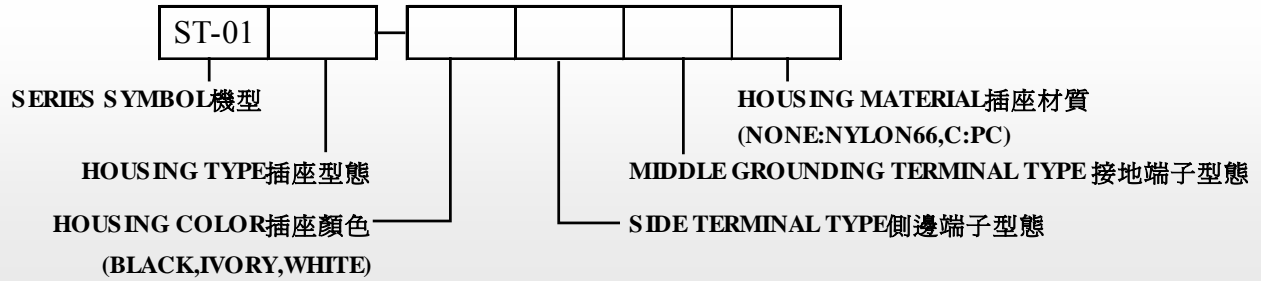 ST-01
SERIES SYMBOL機型
HOUSING MATERIAL插座材質
(NONE:NYLON66,C:PC)
HOUSING TYPE插座型態
MIDDLE GROUNDING TERMINAL TYPE 接地端子型態
HOUSING COLOR插座顏色
SIDE TERMINAL TYPE側邊端子型態
(BLACK,IVORY,WHITE)